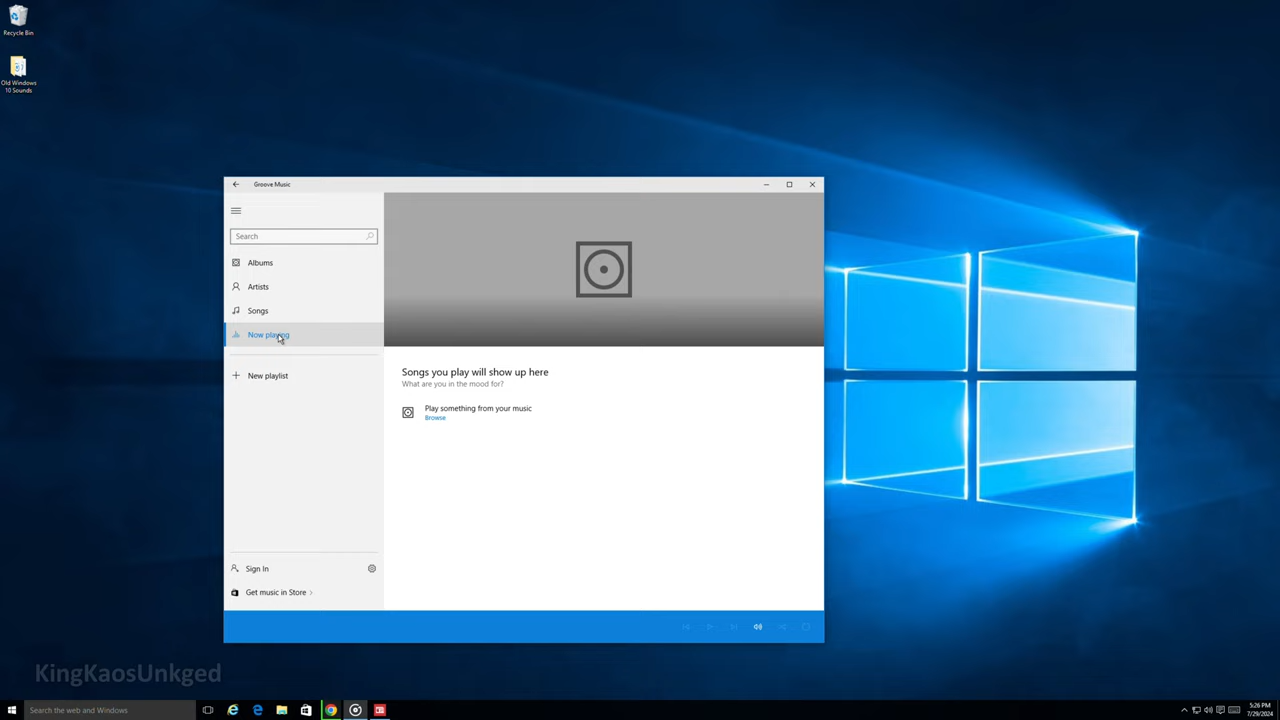 Recycle Bin
Old Windows
10 Sounds
Groove Music
Search
Albums
Artists
Songs
Now playing
New playlist
Songs you play will show up here
What are you in the mood for?
Play something from your music
Browse
Sign In
Get music in Store
KingKaosUnkged
Search the web and Windows
5:26 PM
7/29/2024